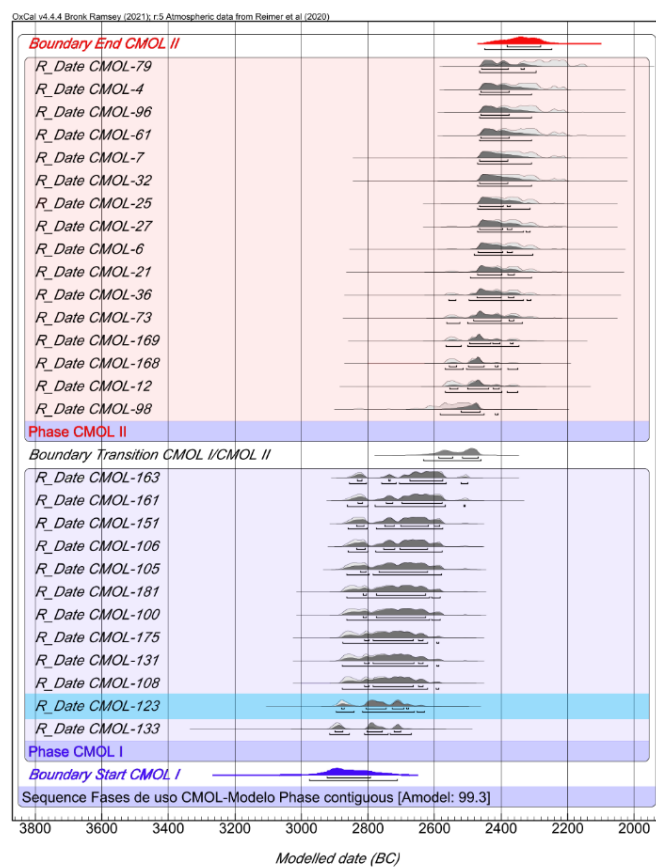 OxCal v4.4.4 Bronk Ramsey (2021); r:5 Atmospheric data from Reimer et al (2020)
Boundary End CMOL II
R_Date CMOL-79
R_Date CMOL-4
R_Date CMOL-96
R_Date CMOL-61
R_Date CMOL-7
R_Date CMOL-32
R_Date CMOL-25
R_Date CMOL-27
R_Date CMOL-6
R_Date CMOL-21
R_Date CMOL-36
R_Date CMOL-73
R_Date CMOL-169
R_Date CMOL-168
R_Date CMOL-12
R_Date CMOL-98
Phase CMOL II
Boundary Transition CMOL I/CMOL II
R_Date CMOL-163
R_Date CMOL-161
R_Date CMOL-151
R_Date CMOL-106
R_Date CMOL-105
R_Date CMOL-181
R_Date CMOL-100
R_Date CMOL-175
R_Date CMOL-131
R_Date CMOL-108
R_Date CMOL-123
R_Date CMOL-133
Phase CMOL I
Boundary Start CMOL I
Sequence Fases de uso CMOL-Modelo Phase contiguous [Amodel: 99.3]
3800 3600 3400 3200 3000 2800 2600 2400 2200 2000
Modelled date (BC)